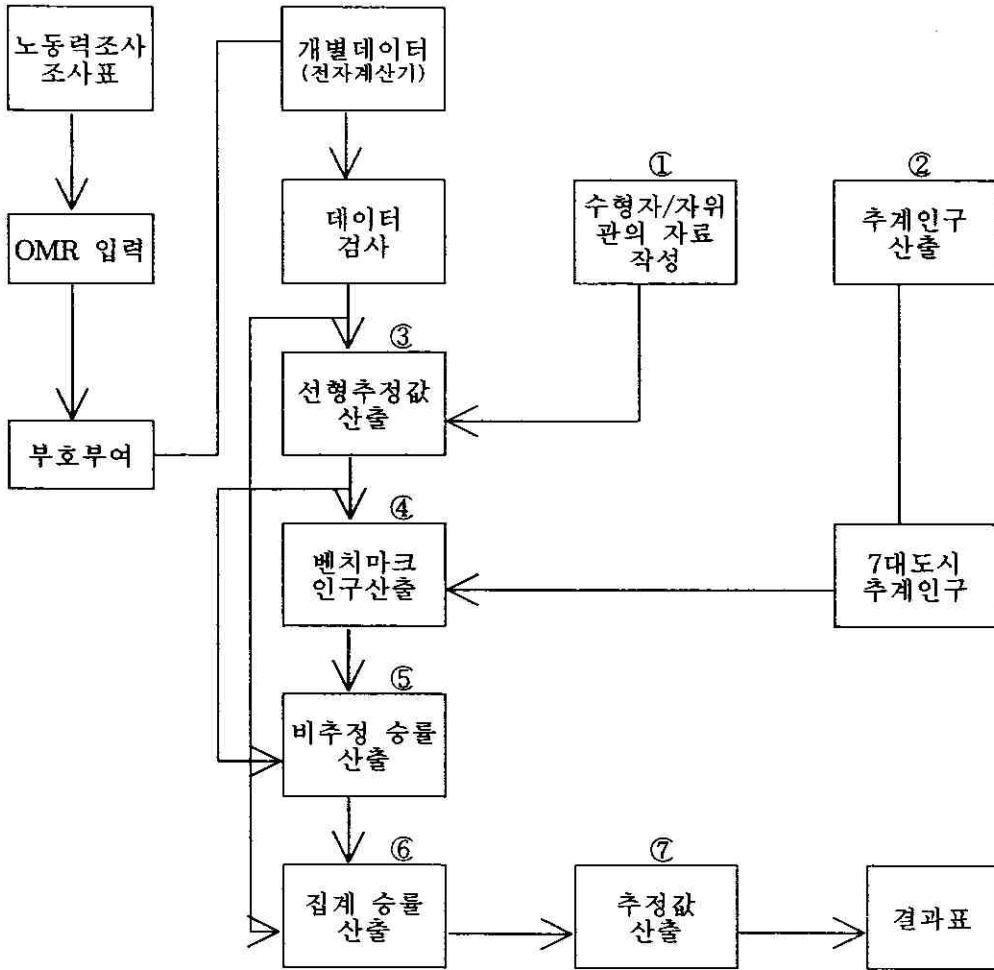 노동력조사
조사표
개별데이터
(전자계산기)
OMR 입력
데이터
검사
①
수형자/자위
관의 자료
작성
②
추계인구
산출
부호부여
③
선형추정값
산출
④
벤치마크
인구산출
7대도시
추계인구
⑤
비추정 승률
산출
⑥
집계 승률
산출
⑦
추정값
산출
결과표